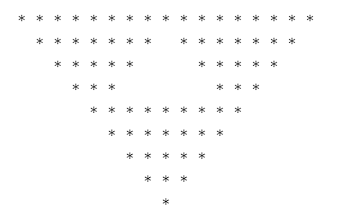 * * * * * * * * * * * * * * * * *
  * * * * * * *   * * * * * * *
    * * * * *       * * * * *
      * * *           * * *
        * * * * * * * * *
          * * * * * * *
            * * * * *
              * * *
                *